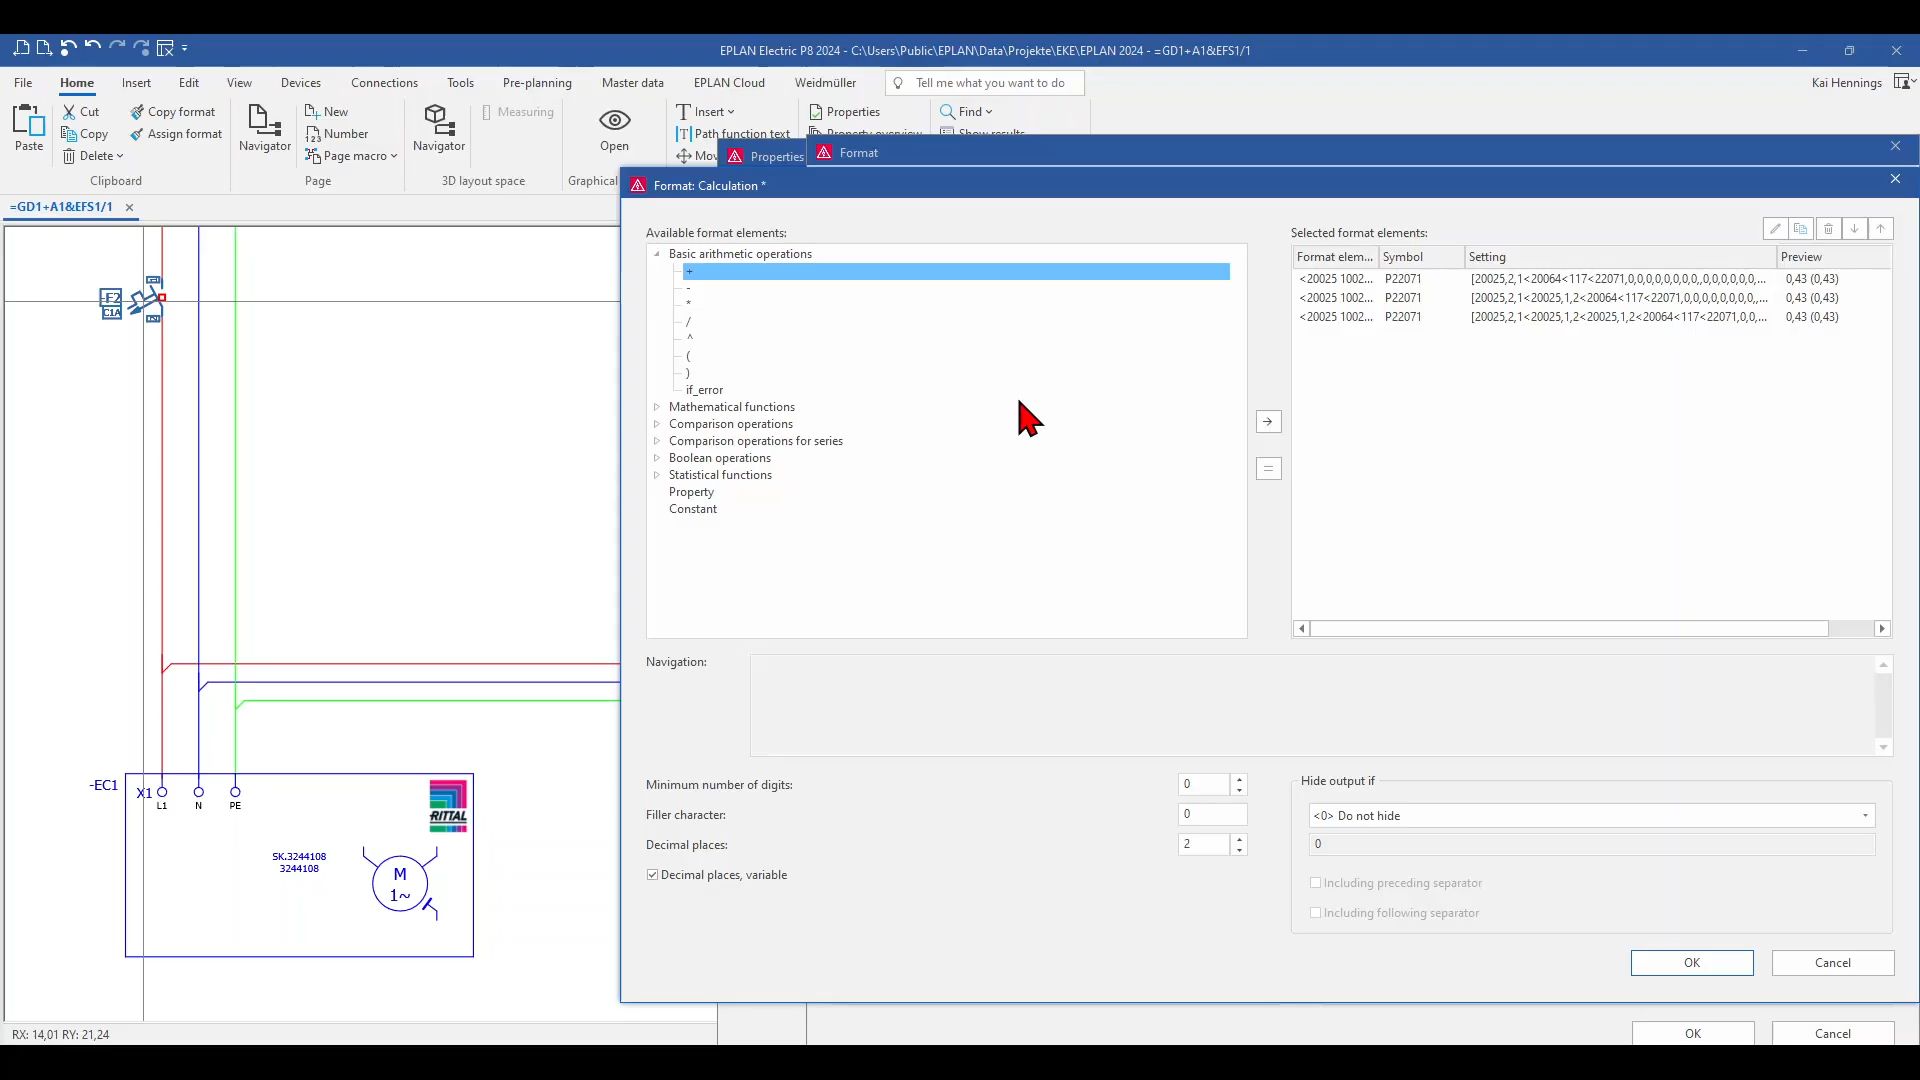 EPLAN Electric P8 2024 - C:\Users\Public\EPLAN\Data\Projekte\EKE\EPLAN 2024 - =GD1+A1&EFS1/1
File Home Insert Edit View Devices Connections Tools Pre-planning Master data EPLAN Cloud Weidmüller Tell me what you want to do Kai Hennings
Cut Copy format New Measuring Insert Properties Find
Copy Assign format Number Path function text Property overview Show results
Paste Navigator Navigator Open
Delete Page macro Mov
Clipboard Page 3D layout space Graphical
Properties Format
Format: Calculation *
=GD1+A1&EFS1/1
Available format elements:
Basic arithmetic operations
+
-
*
/
^
(
)
if_error
Mathematical functions
Comparison operations
Comparison operations for series
Boolean operations
Statistical functions
Property
Constant
Selected format elements:
Format elem... Symbol Setting Preview
<20025 1002... P22071 [20025,2,1<20064<117<22071,0,0,0,0,0,0,0,,0,0,0,0,0,... 0,43 (0,43)
<20025 1002... P22071 [20025,2,1<20025,1,2<20064<117<22071,0,0,0,0,0,0,0,... 0,43 (0,43)
<20025 1002... P22071 [20025,2,1<20025,1,2<20025,1,2<20064<117<22071,0,0,... 0,43 (0,43)
Navigation:
Minimum number of digits: 0
Filler character: 0
Decimal places: 2
Decimal places, variable
Hide output if
<0> Do not hide
0
Including preceding separator
Including following separator
OK Cancel
OK Cancel
-F2
C1A
-EC1
X1
L1 N PE
RITTAL
SK.3244108
3244108
M
1~
RX: 14,01 RY: 21,24